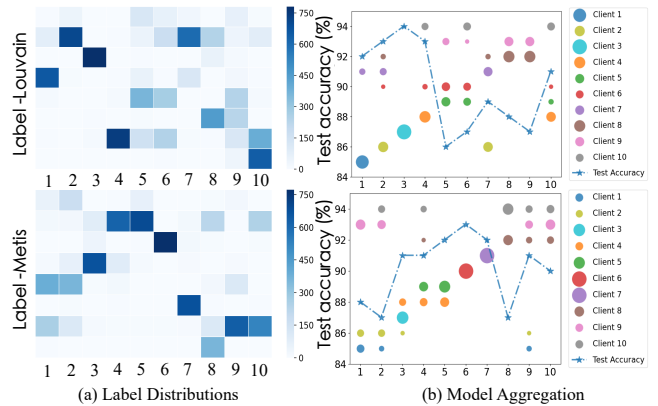 Label -Louvain
1 2 3 4 5 6 7 8 9 10
750
600
450
300
150
0
Test accuracy (%)
94
92
90
88
86
84
1 2 3 4 5 6 7 8 9 10
Client 1
Client 2
Client 3
Client 4
Client 5
Client 6
Client 7
Client 8
Client 9
Client 10
Test Accuracy
Label -Metis
1 2 3 4 5 6 7 8 9 10
750
600
450
300
150
0
Test accuracy (%)
94
92
90
88
86
84
1 2 3 4 5 6 7 8 9 10
Client 1
Client 2
Client 3
Client 4
Client 5
Client 6
Client 7
Client 8
Client 9
Client 10
Test Accuracy
(a) Label Distributions
(b) Model Aggregation